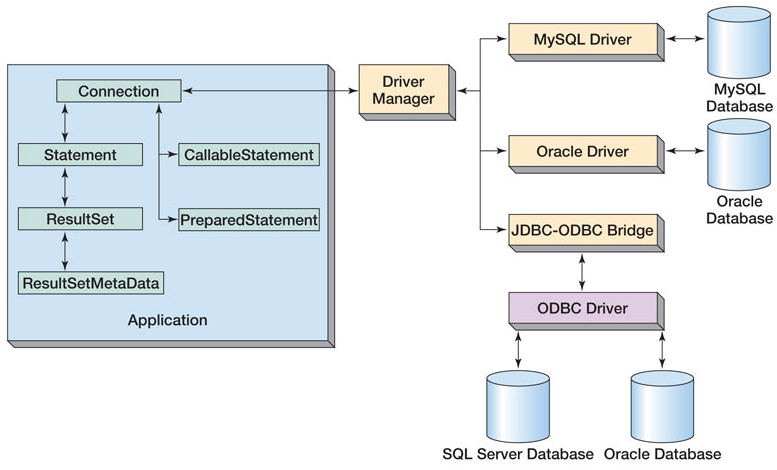 MySQL Driver
MySQL
Database
Driver
Manager
Connection
Statement
CallableStatement
Oracle Driver
Oracle
Database
ResultSet
PreparedStatement
JDBC-ODBC Bridge
ResultSetMetaData
Application
ODBC Driver
SQL Server Database
Oracle Database